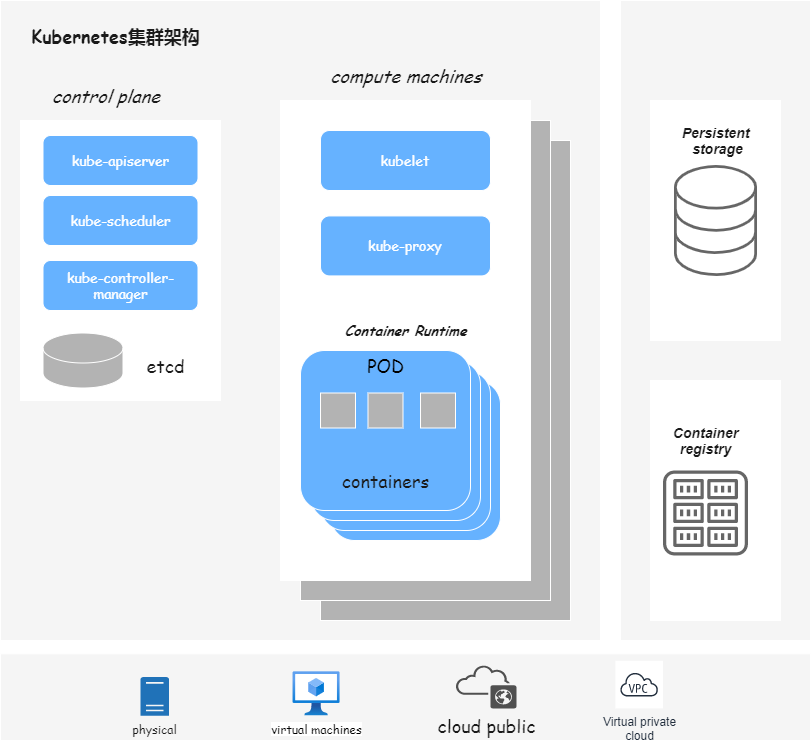 Kubernetes集群架构
control plane
kube-apiserver
kube-scheduler
kube-controller-
manager
etcd
compute machines
kubelet
kube-proxy
Container Runtime
POD
containers
Persistent
storage
Container
registry
physical
virtual machines
cloud public
VPC
Virtual private
cloud